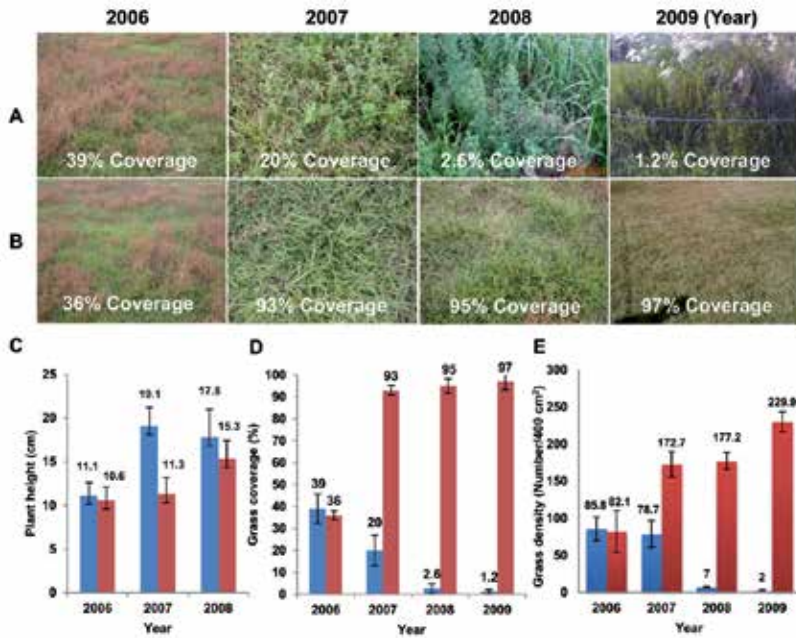 2006 2007 2008 2009 (Year)
A
39% Coverage 20% Coverage 2.6% Coverage 1.2% Coverage
B
36% Coverage 93% Coverage 95% Coverage 97% Coverage
C
Plant height (cm)
25
20
15
10
5
0
11.1 10.6 19.1 11.3 17.8 15.3
2006 2007 2008
Year
D
Grass coverage (%)
100
90
80
70
60
50
40
30
20
10
0
39 36 20 93 2.6 95 1.2 97
2006 2007 2008 2009
Year
E
Grass density (Number/400 cm²)
300
250
200
150
100
50
0
85.8 82.1 78.7 172.7 7 177.2 2 229.9
2006 2007 2008 2009
Year